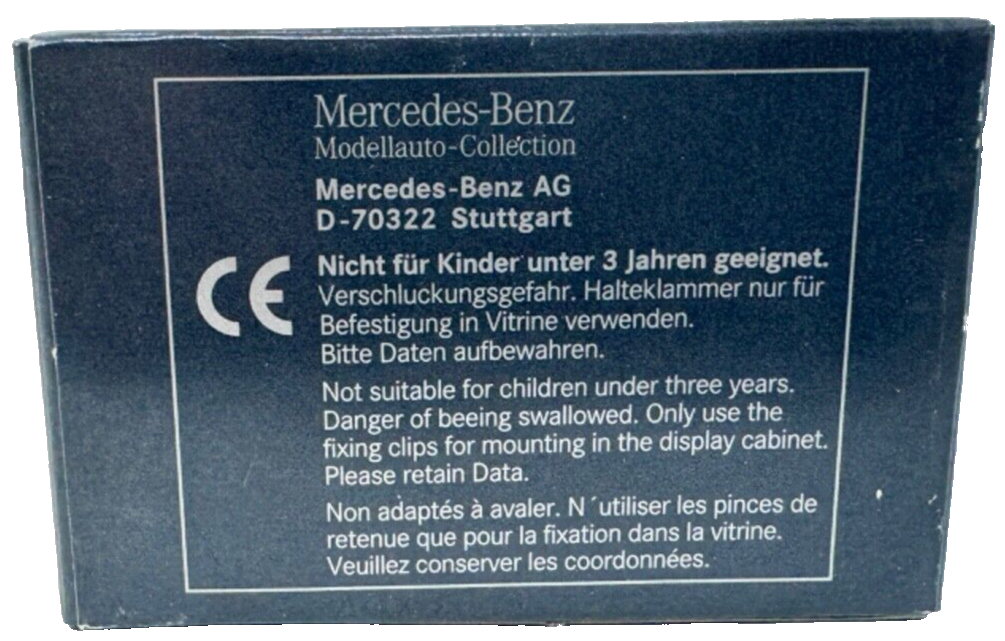 Mercedes-Benz
Modellauto-Collection
Mercedes-Benz AG
D-70322 Stuttgart
CE
Nicht für Kinder unter 3 Jahren geeignet.
Verschluckungsgefahr. Halteklammer nur für
Befestigung in Vitrine verwenden.
Bitte Daten aufbewahren.
Not suitable for children under three years.
Danger of beeing swallowed. Only use the
fixing clips for mounting in the display cabinet.
Please retain Data.
Non adaptés à avaler. N´utiliser les pinces de
retenue que pour la fixation dans la vitrine.
Veuillez conserver les coordonnées.